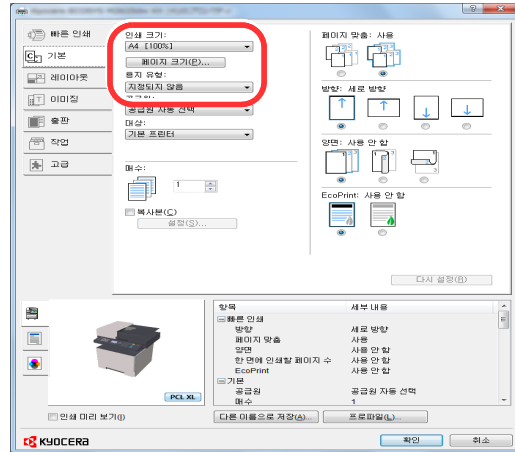 빠른 인쇄
기본
레이아웃
이미징
출판
작업
고급
인쇄 크기:
A4 [100%]
페이지 크기(P)...
용지 유형:
지정되지 않음
공급원 자동 선택
대상:
기본 프린터
매수:
1
복사본(C)
설정(S)...
페이지 맞춤: 사용
방향: 세로 방향
양면: 사용 안 함
EcoPrint: 사용 안 함
다시 설정(R)
항목 세부 내용
빠른 인쇄
방향 세로 방향
페이지 맞춤 사용
양면 사용 안 함
한 면에 인쇄할 페이지 수 사용 안 함
EcoPrint 사용 안 함
기본
공급원 공급원 자동 선택
매수 1
PCL XL
인쇄 미리 보기(I)
다른 이름으로 저장(A)...
프로파일(L)...
KYOCERA
확인
취소